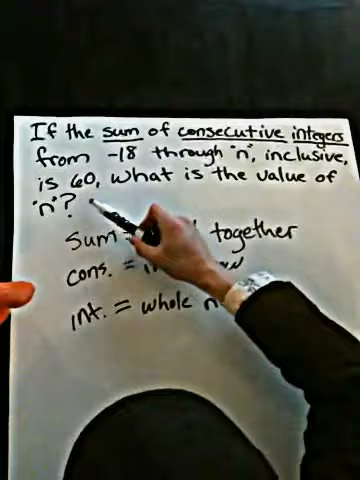 If the sum of consecutive integers
from -18 through "n", inclusive,
is 60, what is the value of
"n"?
Sum together
cons. =
int. = whole